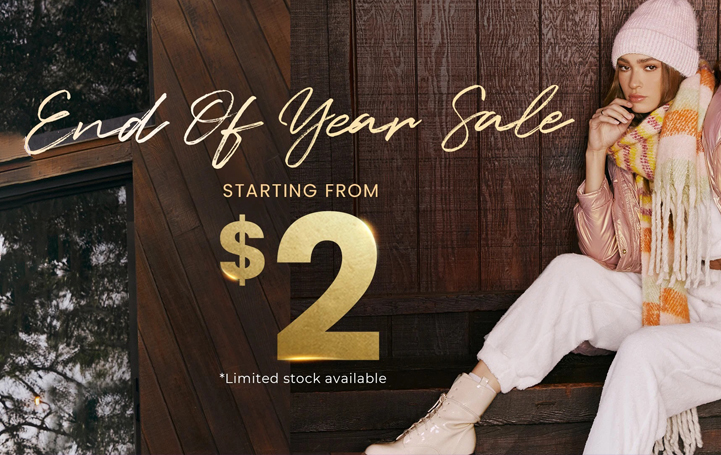 End Of Year Sale
STARTING FROM
$2
*Limited stock available